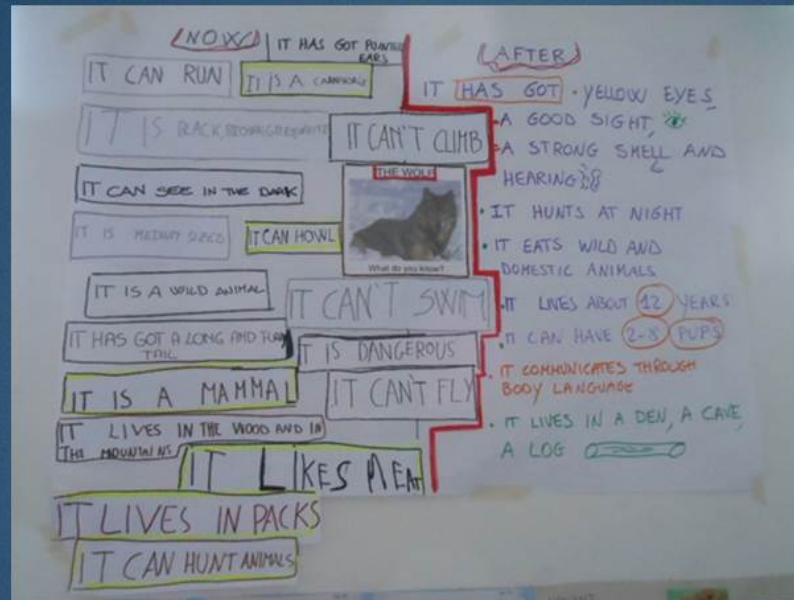 NOW
IT HAS GOT POINTED
EARS
IT CAN RUN
IT IS A CARNIVORE
IT IS BLACK, BROWN, GREY, WHITE
IT CAN'T CLIMB
IT CAN SEE IN THE DARK
THE WOLF
What do you know?
IT IS MEDIUM SIZED
IT CAN HOWL
IT IS A WILD ANIMAL
IT CAN'T SWIM
IT HAS GOT A LONG AND
TAIL
IT IS DANGEROUS
IT IS A MAMMAL
IT CAN'T FLY
IT LIVES IN THE WOOD AND IN
THE MOUNTAINS
IT LIKES MEAT
IT LIVES IN PACKS
IT CAN HUNT ANIMALS
AFTER
IT HAS GOT • YELLOW EYES
• A GOOD SIGHT,
• A STRONG SMELL AND
HEARING
• IT HUNTS AT NIGHT
• IT EATS WILD AND
DOMESTIC ANIMALS
• IT LIVES ABOUT 12 YEARS
• IT CAN HAVE 2-8 PUPS
• IT COMMUNICATES THROUGH
BODY LANGUAGE
• IT LIVES IN A DEN, A CAVE,
A LOG